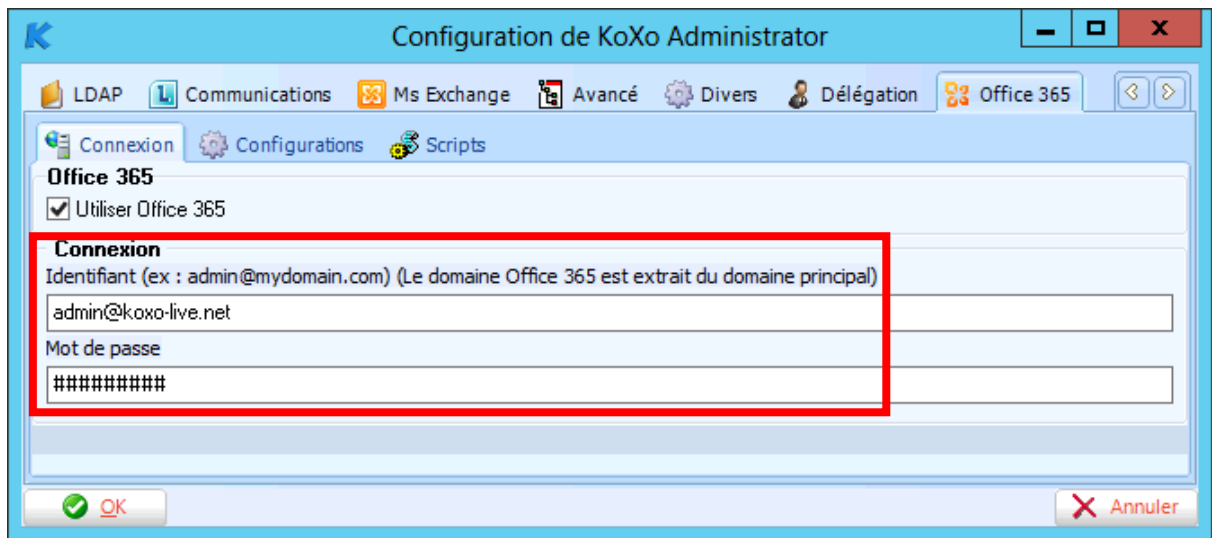 Configuration de KoXo Administrator
LDAP Communications Ms Exchange Avancé Divers Délégation Office 365
Connexion Configurations Scripts
Office 365
Utiliser Office 365
Connexion
Identifiant (ex : admin@mydomain.com) (Le domaine Office 365 est extrait du domaine principal)
admin@koxo-live.net
Mot de passe
#########
OK Annuler